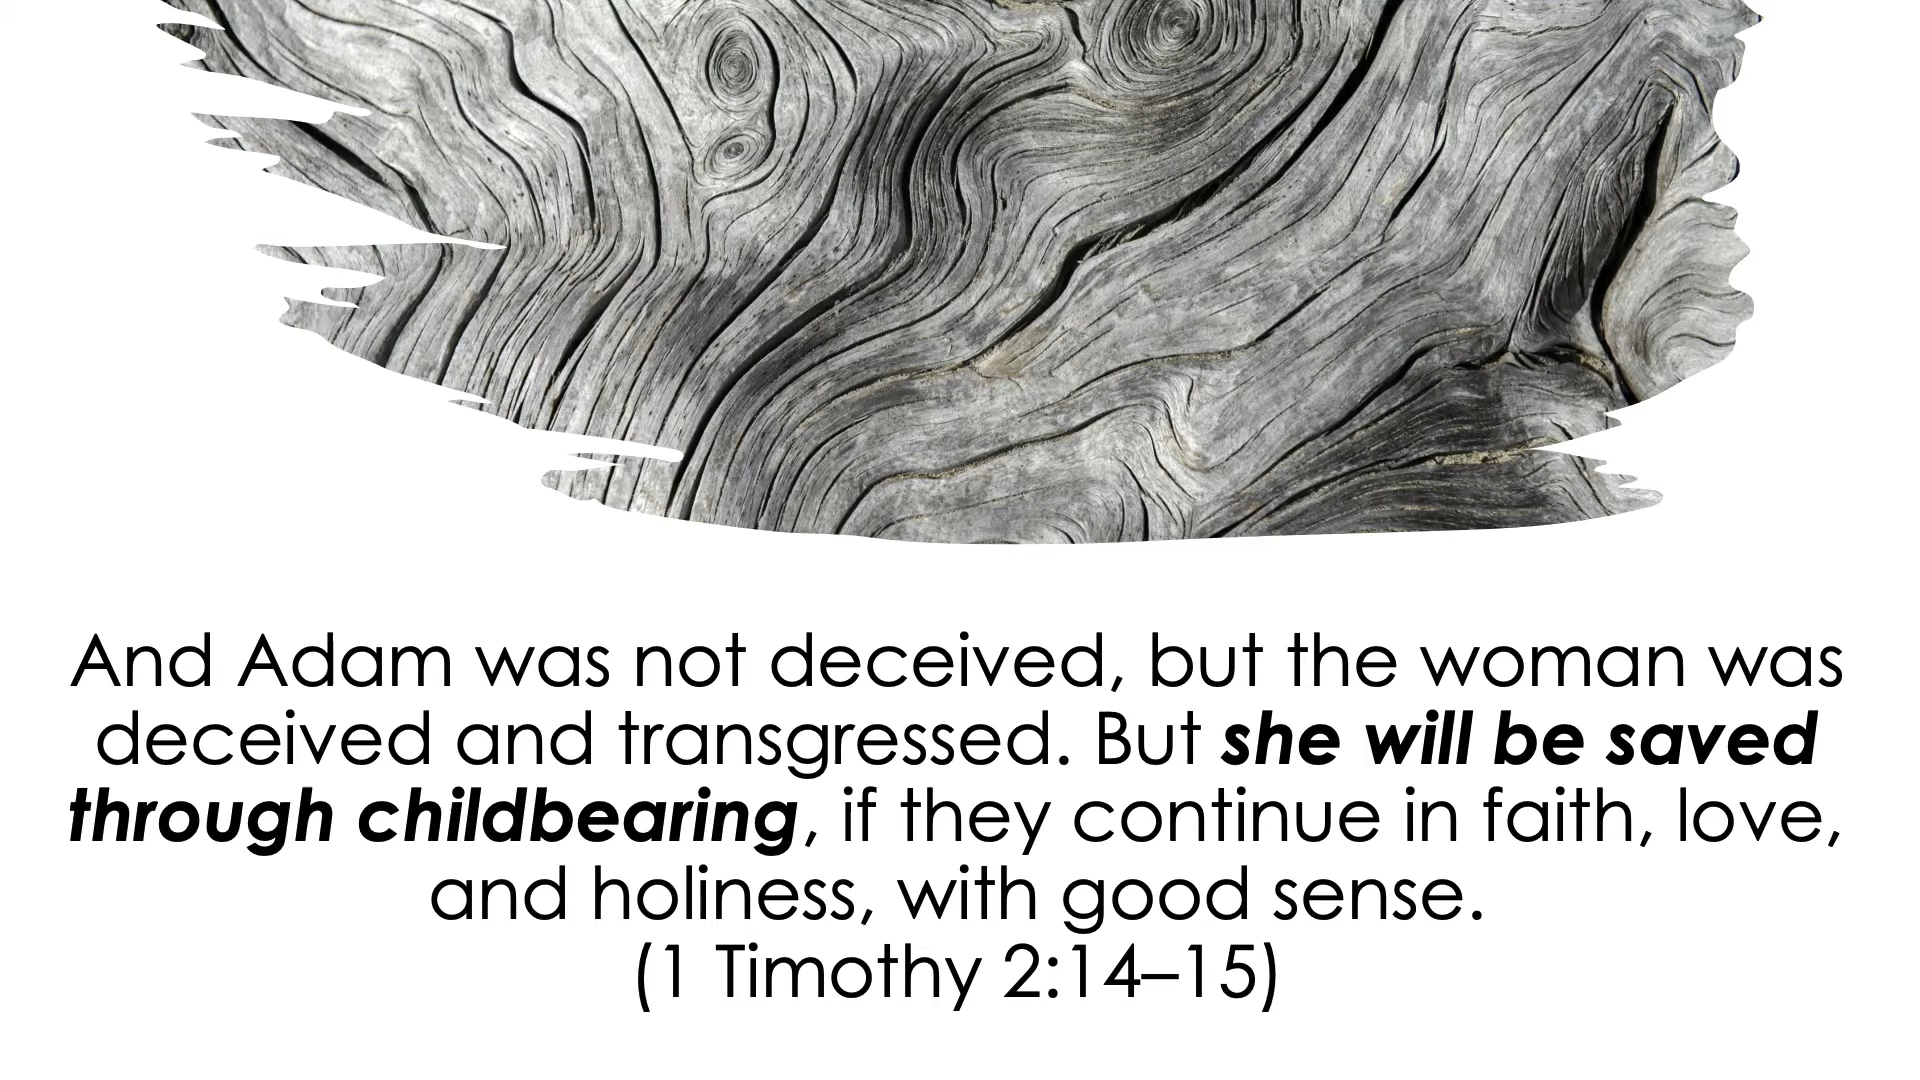 And Adam was not deceived, but the woman was
deceived and transgressed. But she will be saved
through childbearing, if they continue in faith, love,
and holiness, with good sense.
(1 Timothy 2:14–15)